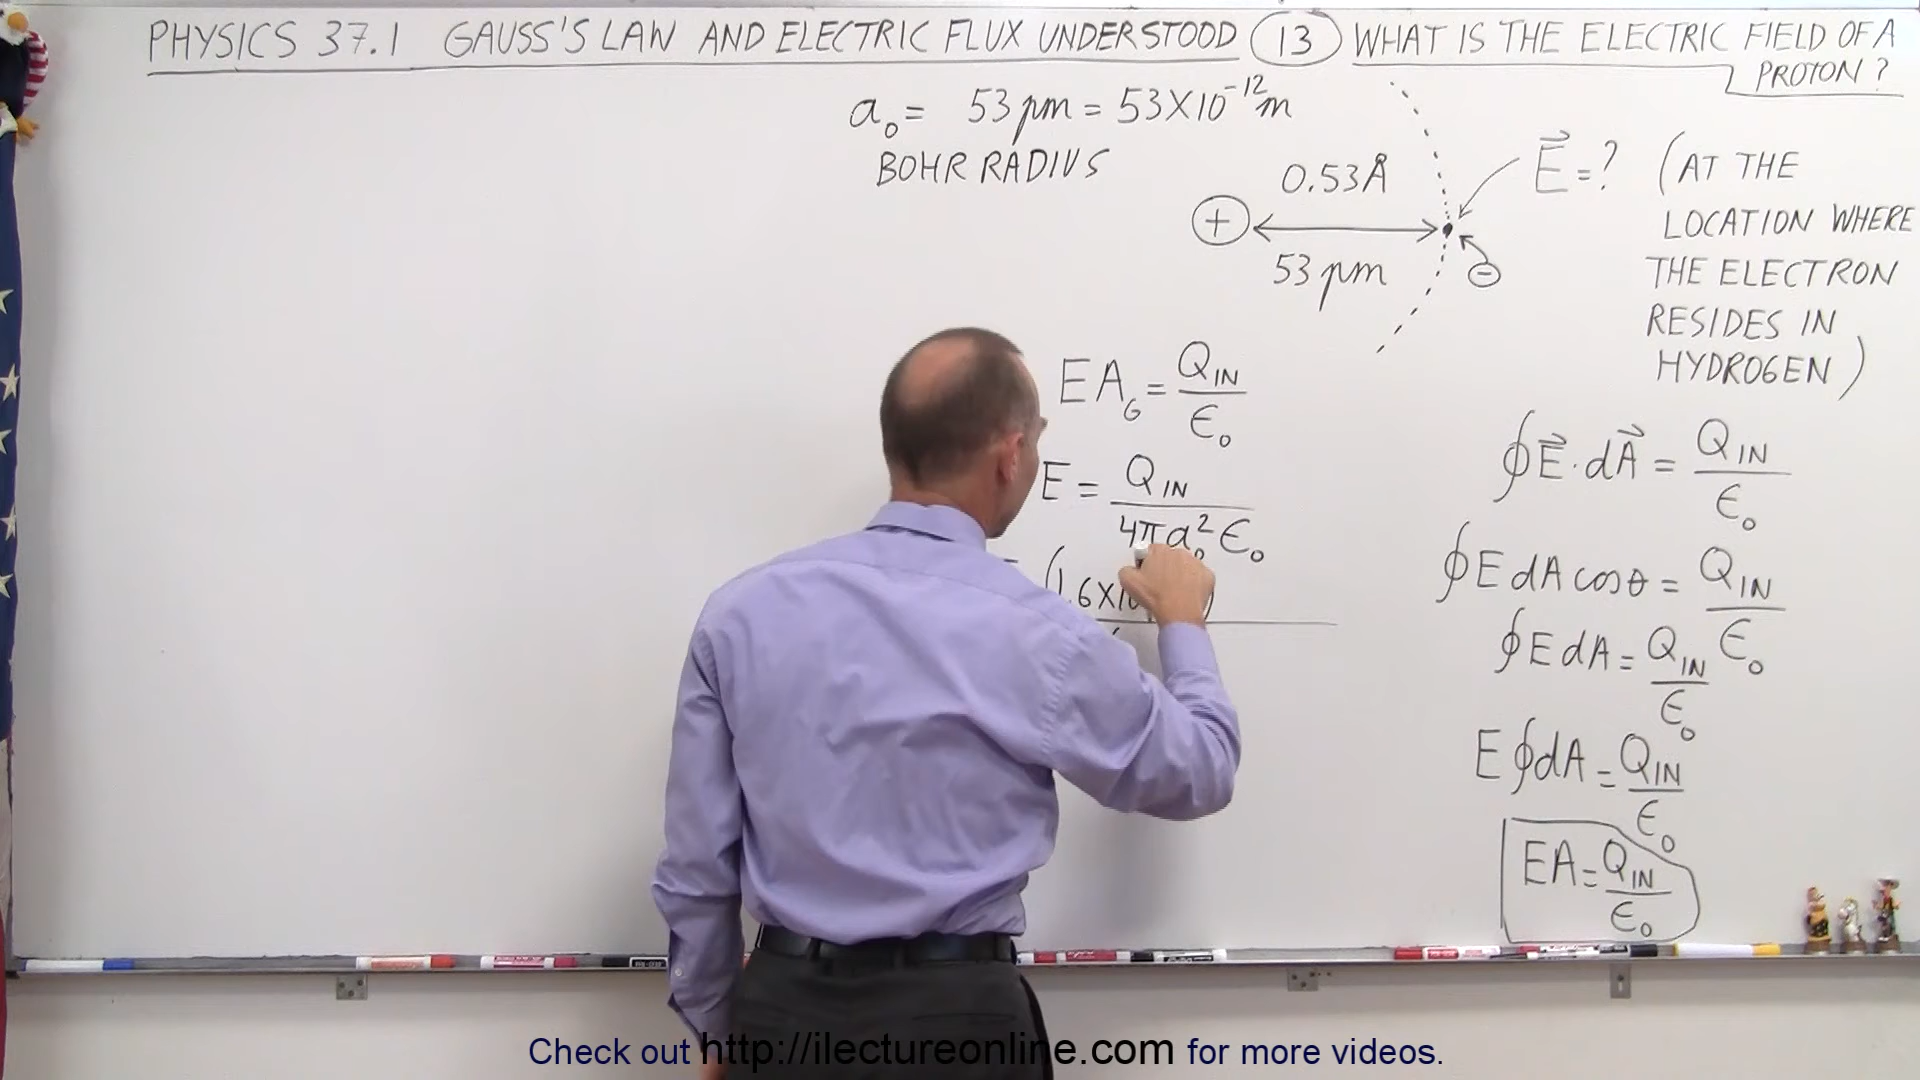 PHYSICS 37.1 GAUSS'S LAW AND ELECTRIC FLUX UNDERSTOOD (13) WHAT IS THE ELECTRIC FIELD OF A PROTON?
a₀ = 53 pm = 53X10⁻¹²m
BOHR RADIUS
0.53Å
+
53 pm
−
E⃗ = ? (AT THE
LOCATION WHERE
THE ELECTRON
RESIDES IN
HYDROGEN)
EA_G = Q_IN/ε₀
E = Q_IN/4πa₀²ε₀
∮E⃗·dA⃗ = Q_IN/ε₀
∮E dA cosθ = Q_IN/ε₀
∮E dA = Q_IN/ε₀
E∮dA = Q_IN/ε₀
EA = Q_IN/ε₀
Check out http://ilectureonline.com for more videos.